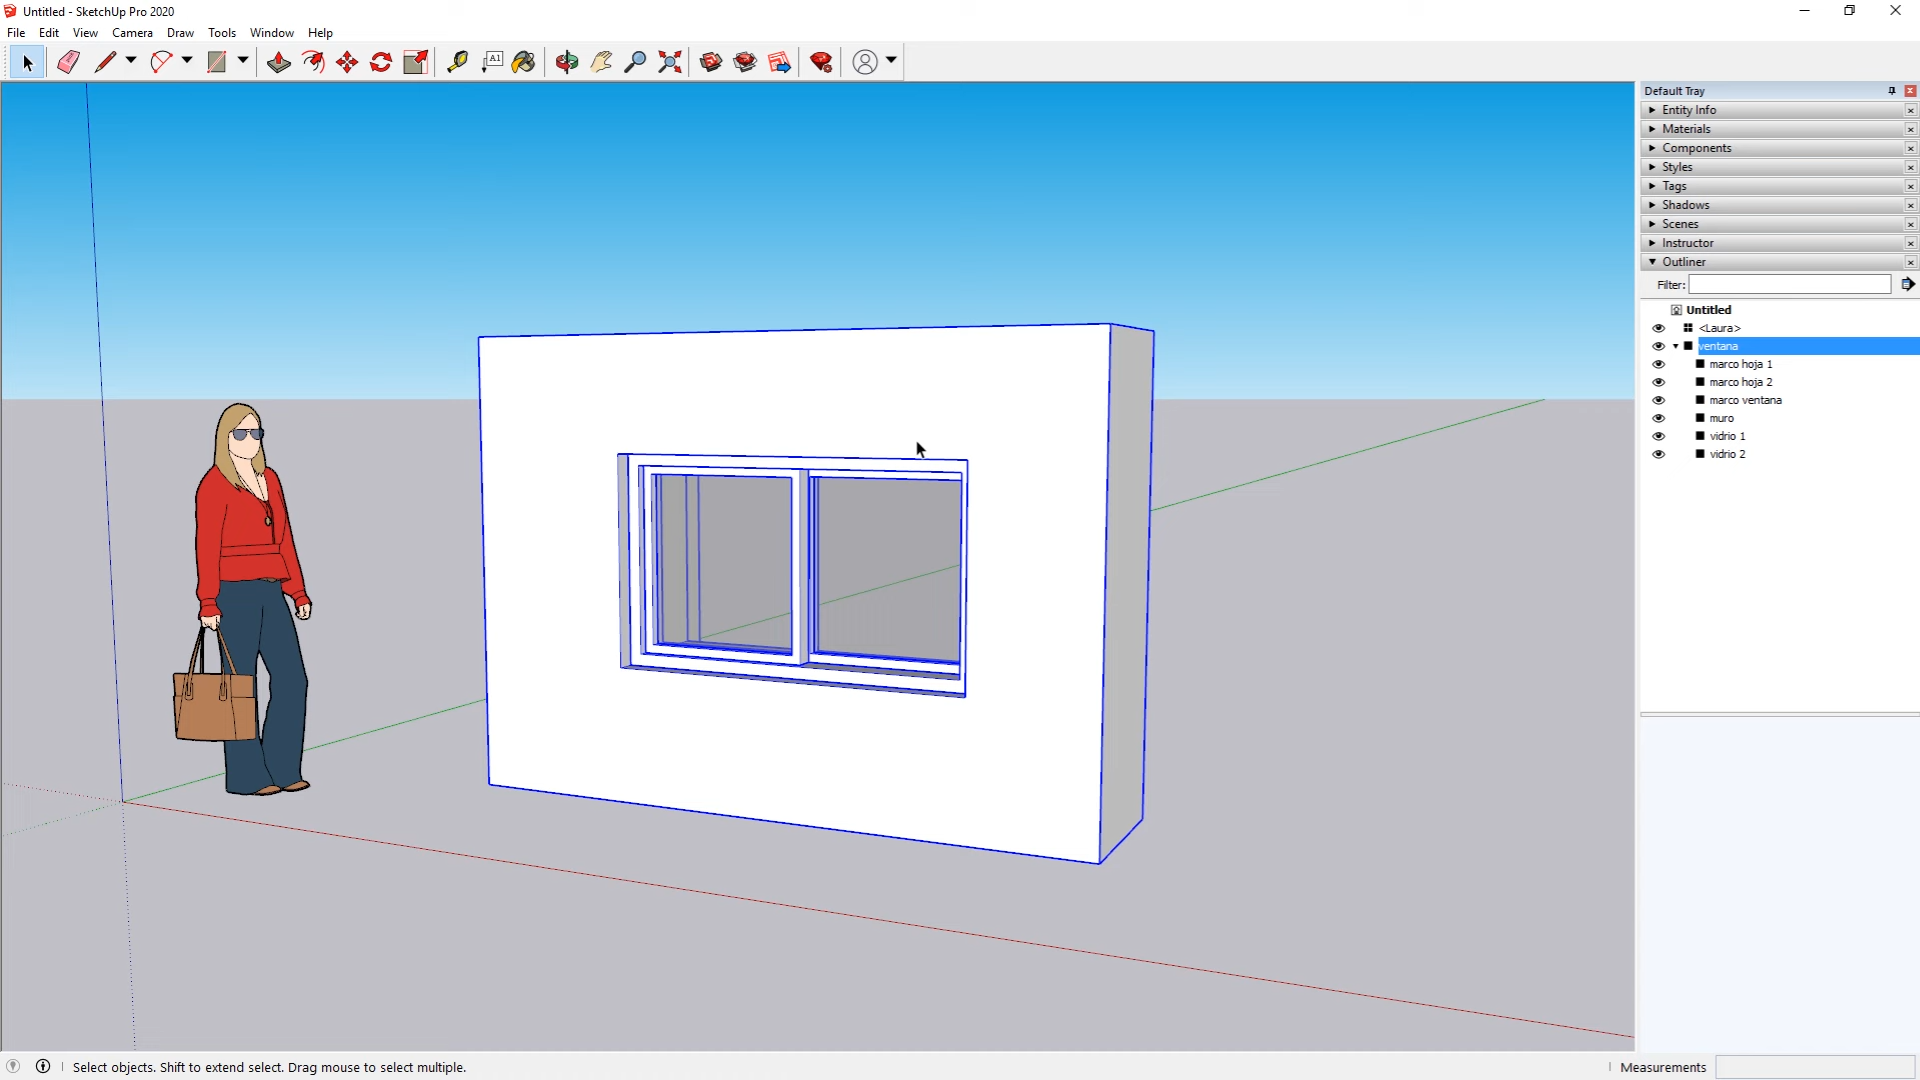 Untitled - SketchUp Pro 2020
File Edit View Camera Draw Tools Window Help
A1
Default Tray
Entity Info
Materials
Components
Styles
Tags
Shadows
Scenes
Instructor
Outliner
Filter:
Untitled
<Laura>
ventana
marco hoja 1
marco hoja 2
marco ventana
muro
vidrio 1
vidrio 2
Select objects. Shift to extend select. Drag mouse to select multiple.
Measurements